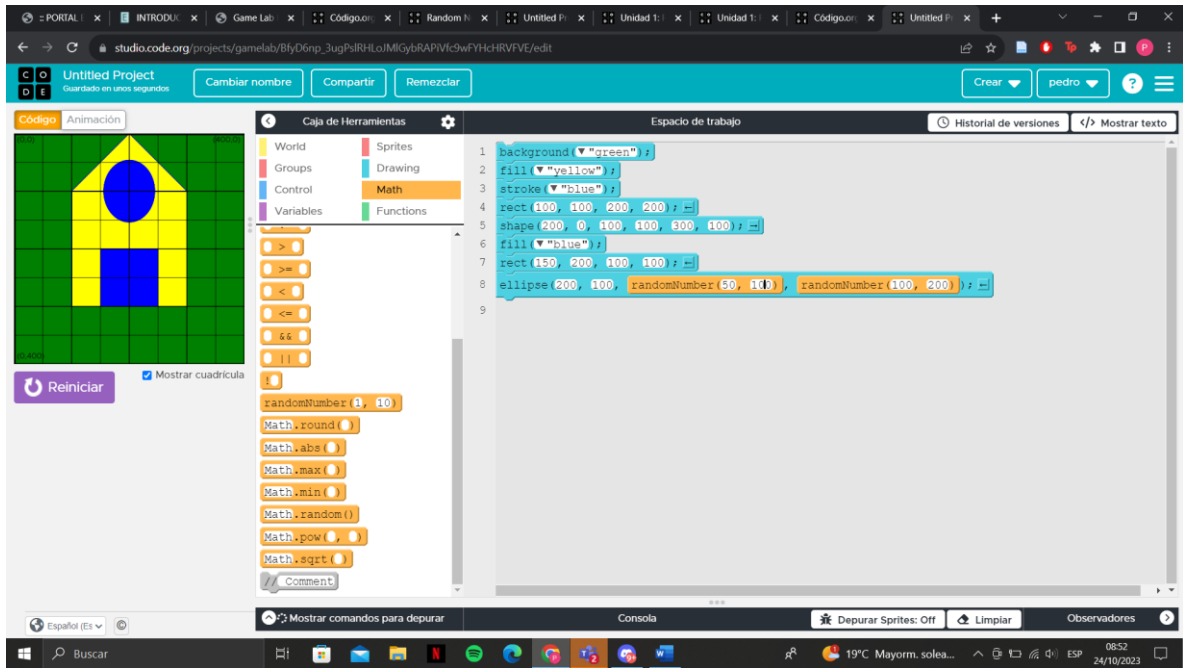 :: PORTAL [
INTRODUC
Game Lab
Código.org
Random N
Untitled Pr
Unidad 1: I
Unidad 1: I
Código.org
Untitled Pr
studio.code.org/projects/gamelab/BfyD6np_3ugPslRHLoJMlGybRAPiVfc9wFYHcHRVFVE/edit
CODE
Untitled Project
Guardado en unos segundos
Cambiar nombre
Compartir
Remezclar
Crear
pedro
?
Código
Animación
Caja de Herramientas
Espacio de trabajo
Historial de versiones
</> Mostrar texto
(0,0)
(400,0)
(0,400)
Mostrar cuadrícula
Reiniciar
World
Sprites
Groups
Drawing
Control
Math
Variables
Functions
>
>=
<
<=
&&
||
!
randomNumber(1, 10)
Math.round( )
Math.abs( )
Math.max( )
Math.min( )
Math.random()
Math.pow( , )
Math.sqrt( )
// Comment
1 background("green");
2 fill("yellow");
3 stroke("blue");
4 rect(100, 100, 200, 200);
5 shape(200, 0, 100, 100, 300, 100);
6 fill("blue");
7 rect(150, 200, 100, 100);
8 ellipse(200, 100, randomNumber(50, 100), randomNumber(100, 200));
9
Español (Es
©
Mostrar comandos para depurar
Consola
Depurar Sprites: Off
Limpiar
Observadores
Buscar
19°C Mayorm. solea...
ESP
08:52
24/10/2023